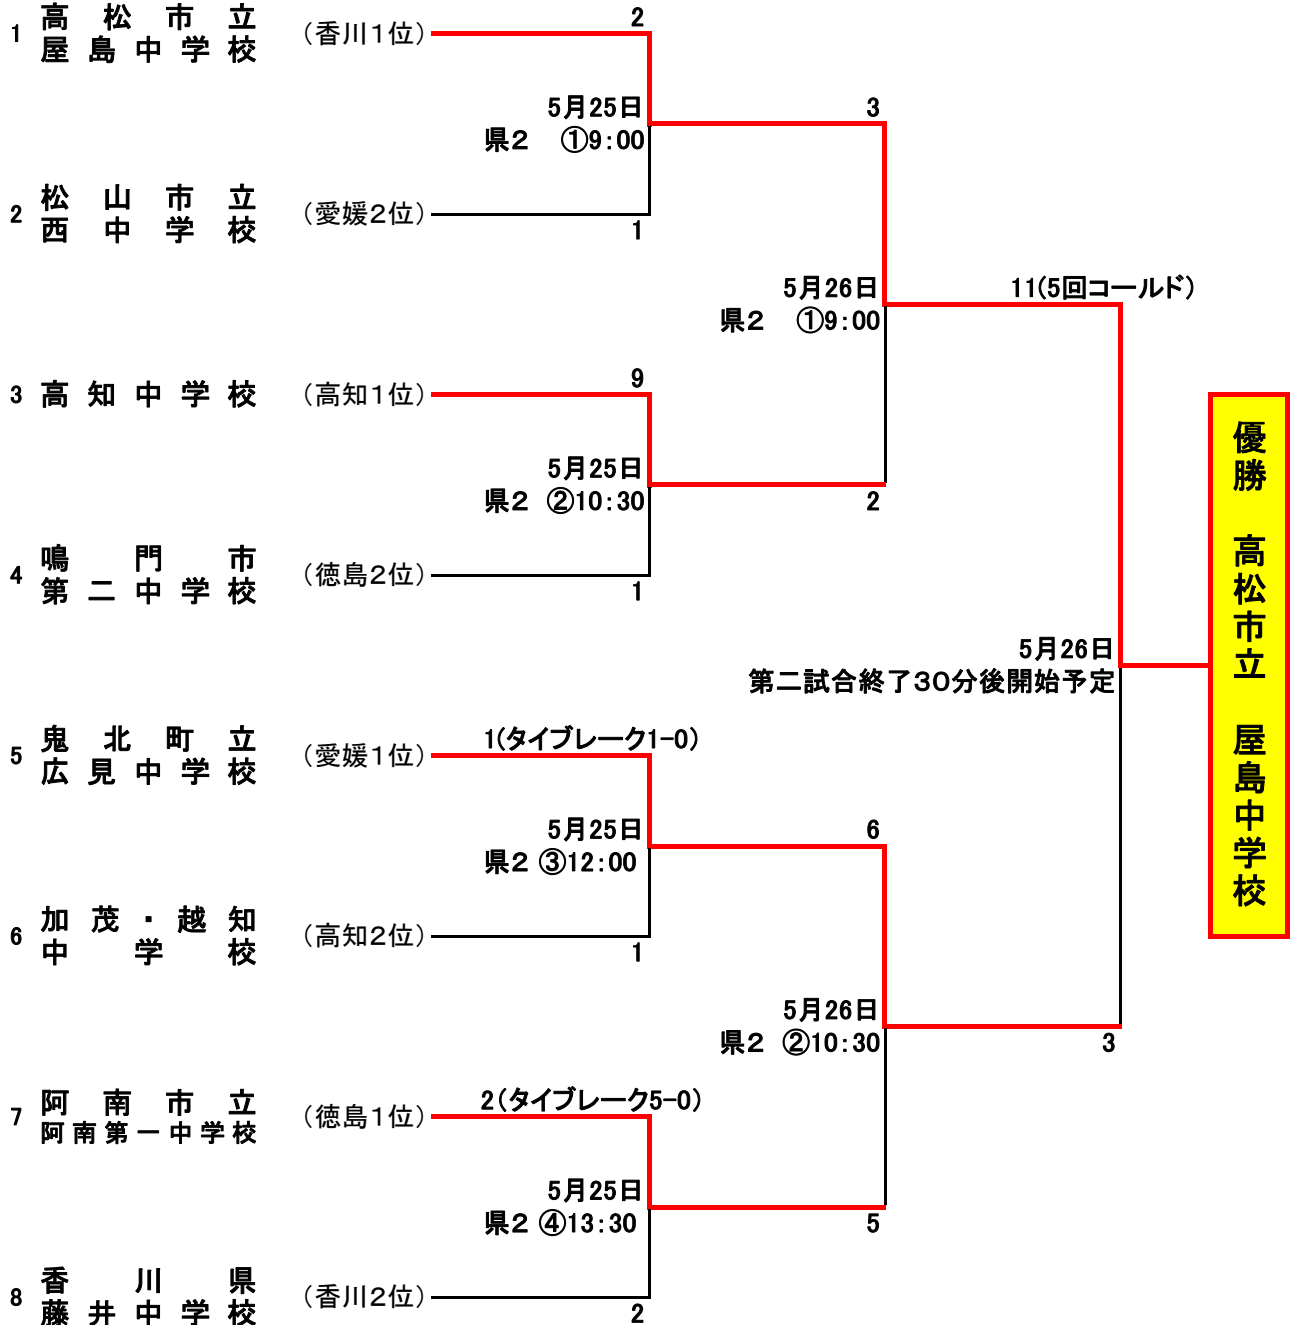 1 高松市立
屋島中学校
（香川１位）
2
5月25日
県２ ①9：00
2 松山市立
西中学校
（愛媛２位）
1
3
5月26日
県２ ①9：00
11(5回コールド）
3 高知中学校
（高知１位）
9
5月25日
県２ ②10：30
2
4 鳴門市
第二中学校
（徳島２位）
1
5月26日
第二試合終了３０分後開始予定
優勝 高松市立 屋島中学校
5 鬼北町立
広見中学校
（愛媛１位）
1(タイブレーク1-0）
5月25日
県２ ③12：00
6
6 加茂・越知
中学校
（高知２位）
1
5月26日
県２ ②10：30
3
7 阿南市立
阿南第一中学校
（徳島１位）
2（タイブレーク5-0）
5月25日
県２ ④13：30
5
8 香川県
藤井中学校
（香川２位）
2